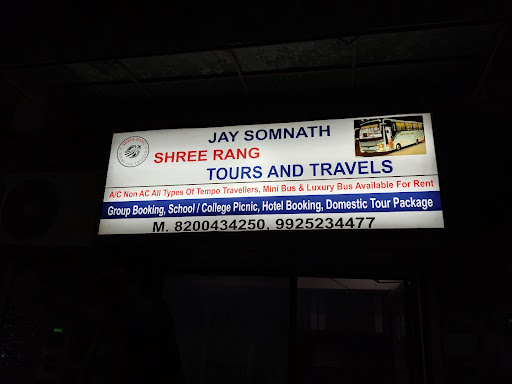 JAY SOMNATH
SHREE RANG
TOURS AND TRAVELS
A/C Non AC All Types Of Tempo Travellers, Mini Bus & Luxury Bus Available For Rent
Group Booking, School / College Picnic, Hotel Booking, Domestic Tour Package
M. 8200434250, 9925234477